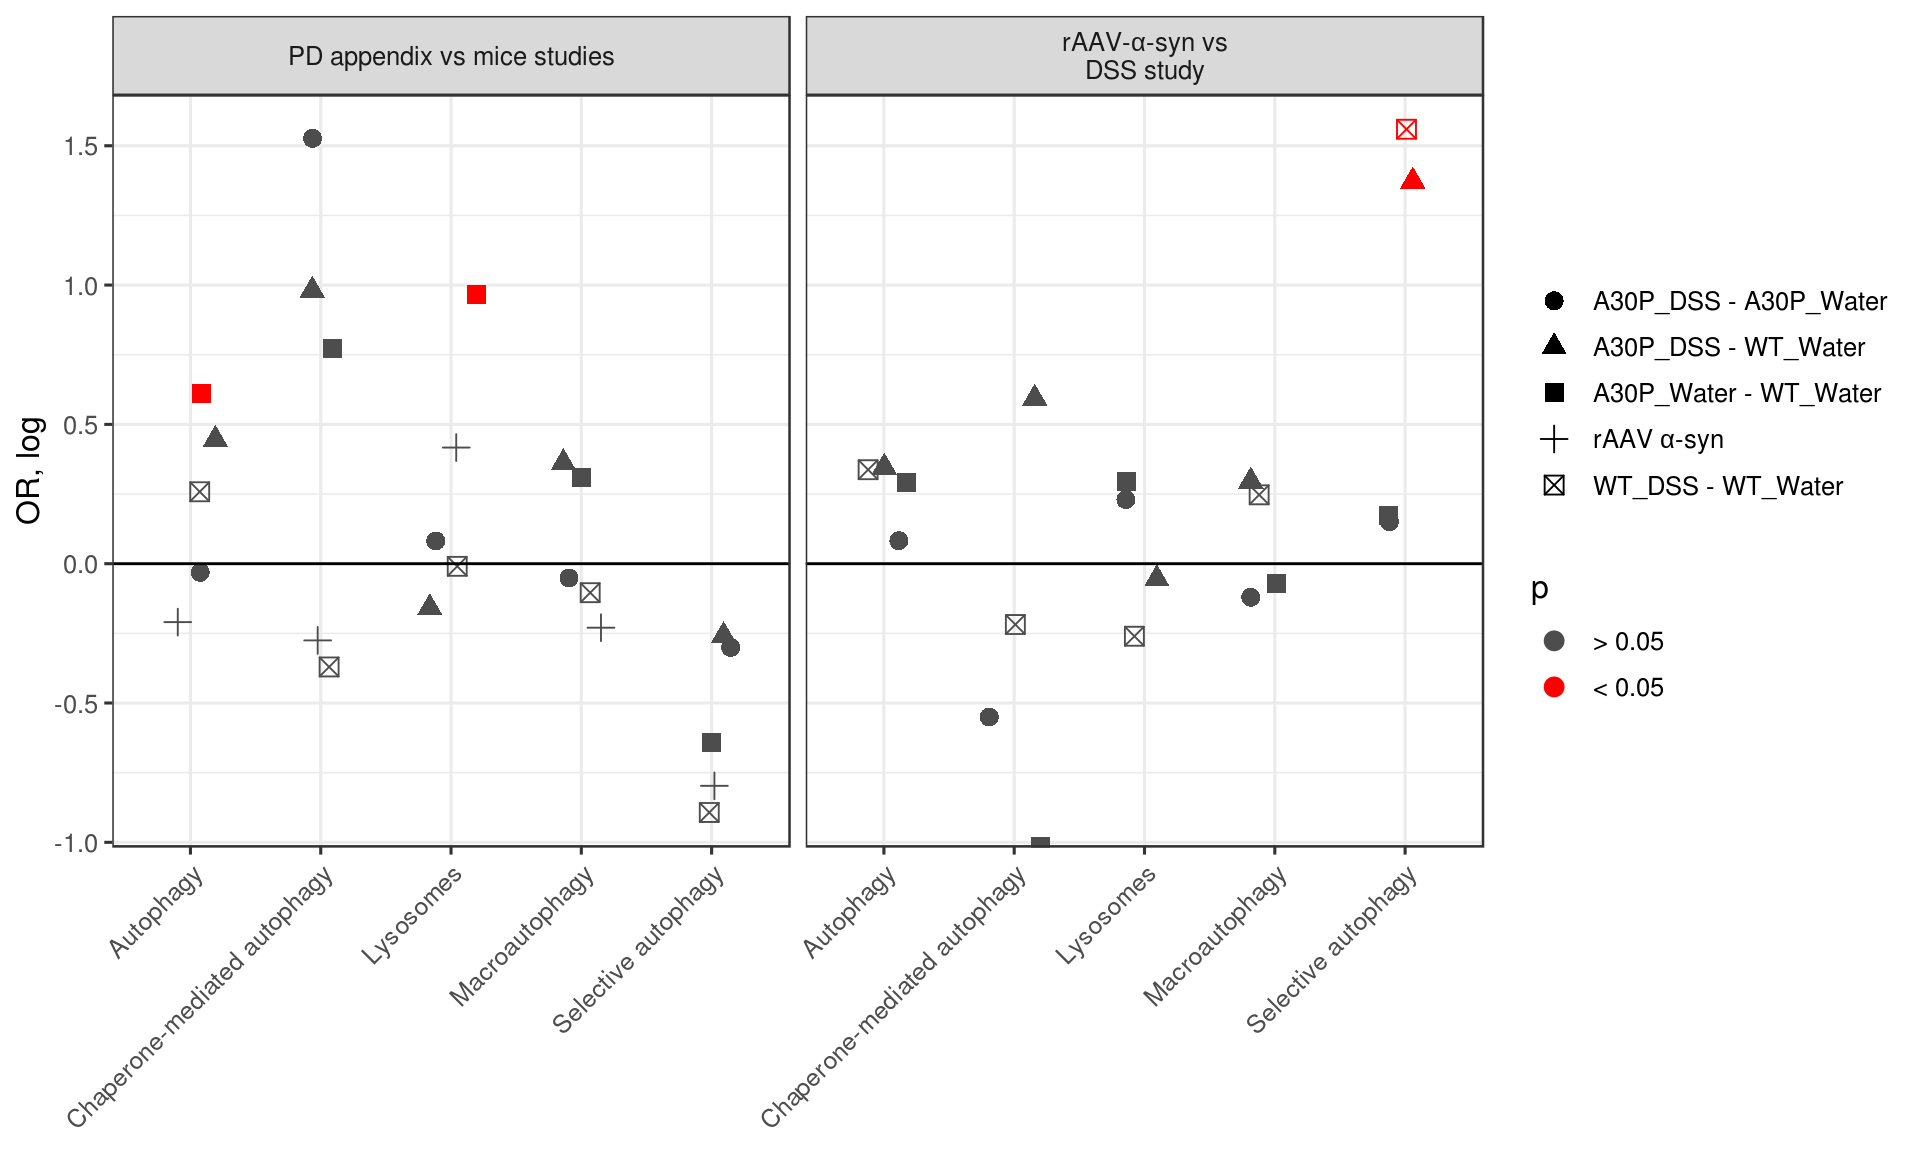 PD appendix vs mice studies
rAAV-α-syn vs
DSS study
OR, log
1.5
1.0
0.5
0.0
-0.5
-1.0
Autophagy
Chaperone-mediated autophagy
Lysosomes
Macroautophagy
Selective autophagy
Autophagy
Chaperone-mediated autophagy
Lysosomes
Macroautophagy
Selective autophagy
A30P_DSS - A30P_Water
A30P_DSS - WT_Water
A30P_Water - WT_Water
rAAV α-syn
WT_DSS - WT_Water
p
> 0.05
< 0.05